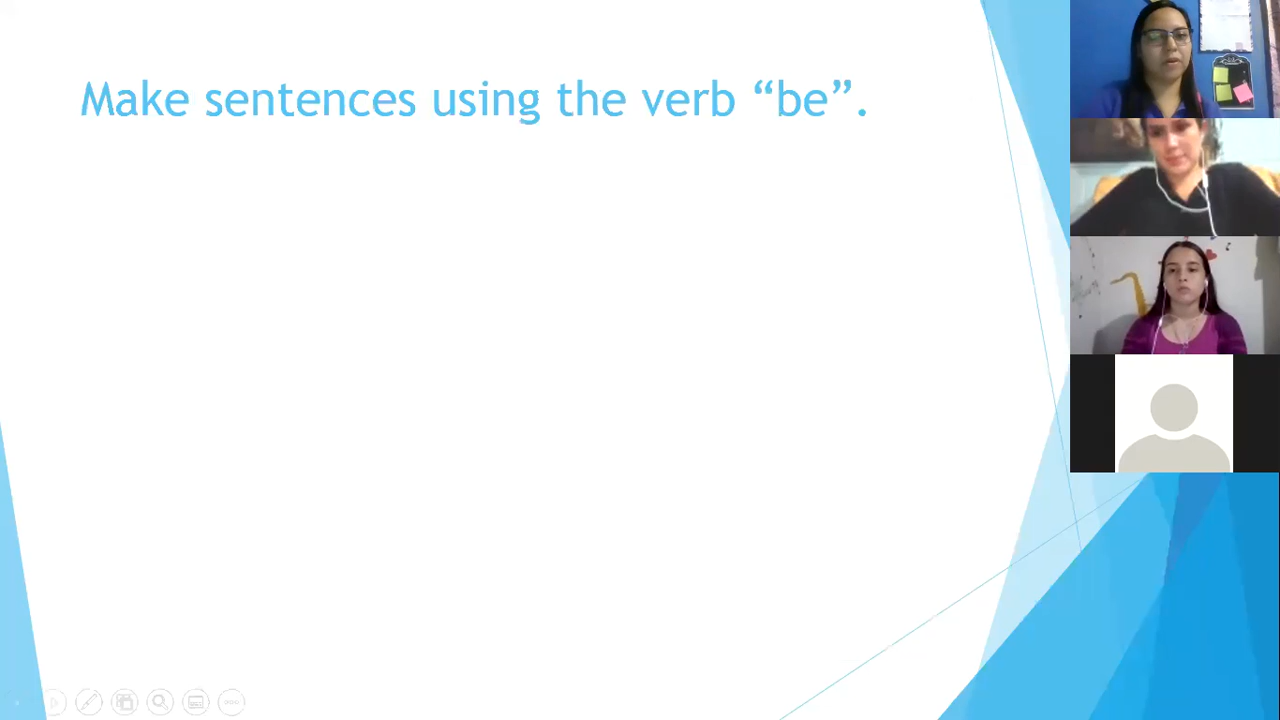 Make sentences using the verb “be”.